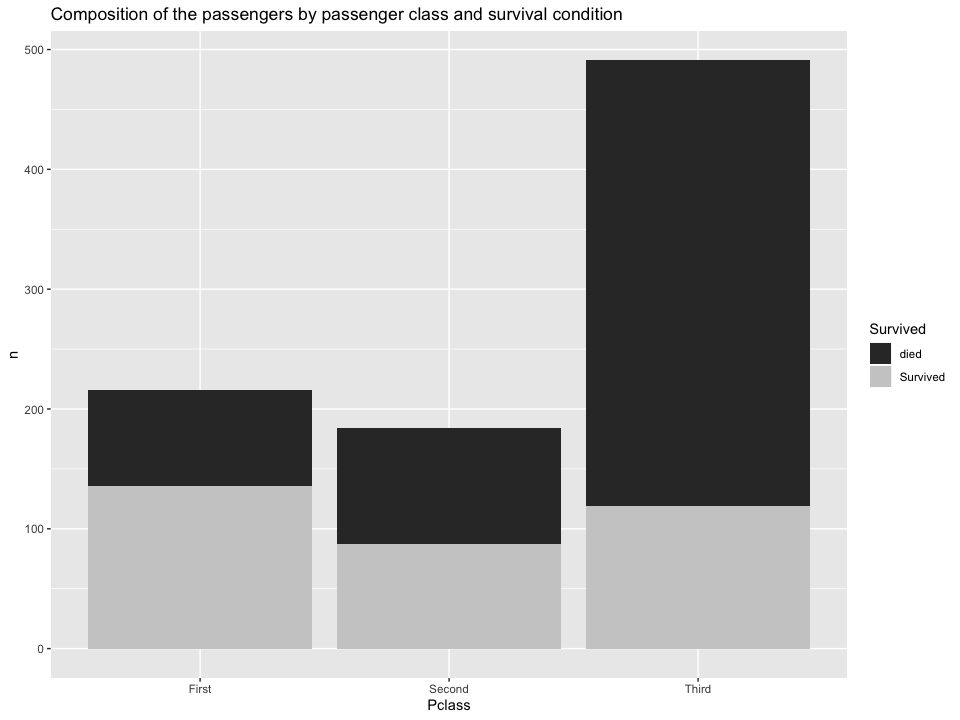 Composition of the passengers by passenger class and survival condition
500
400
300
200
100
0
n
First Second Third
Pclass
Survived
died
Survived